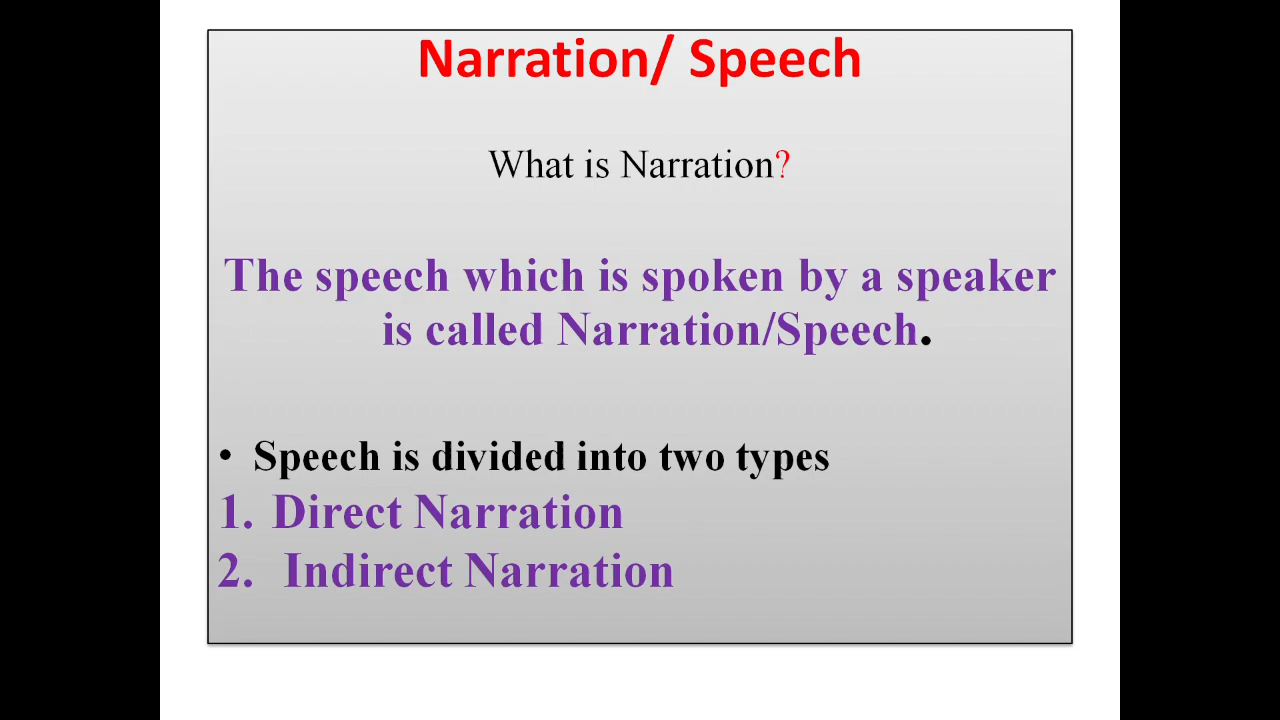 Narration/ Speech
What is Narration?
The speech which is spoken by a speaker
is called Narration/Speech.
• Speech is divided into two types
1. Direct Narration
2. Indirect Narration